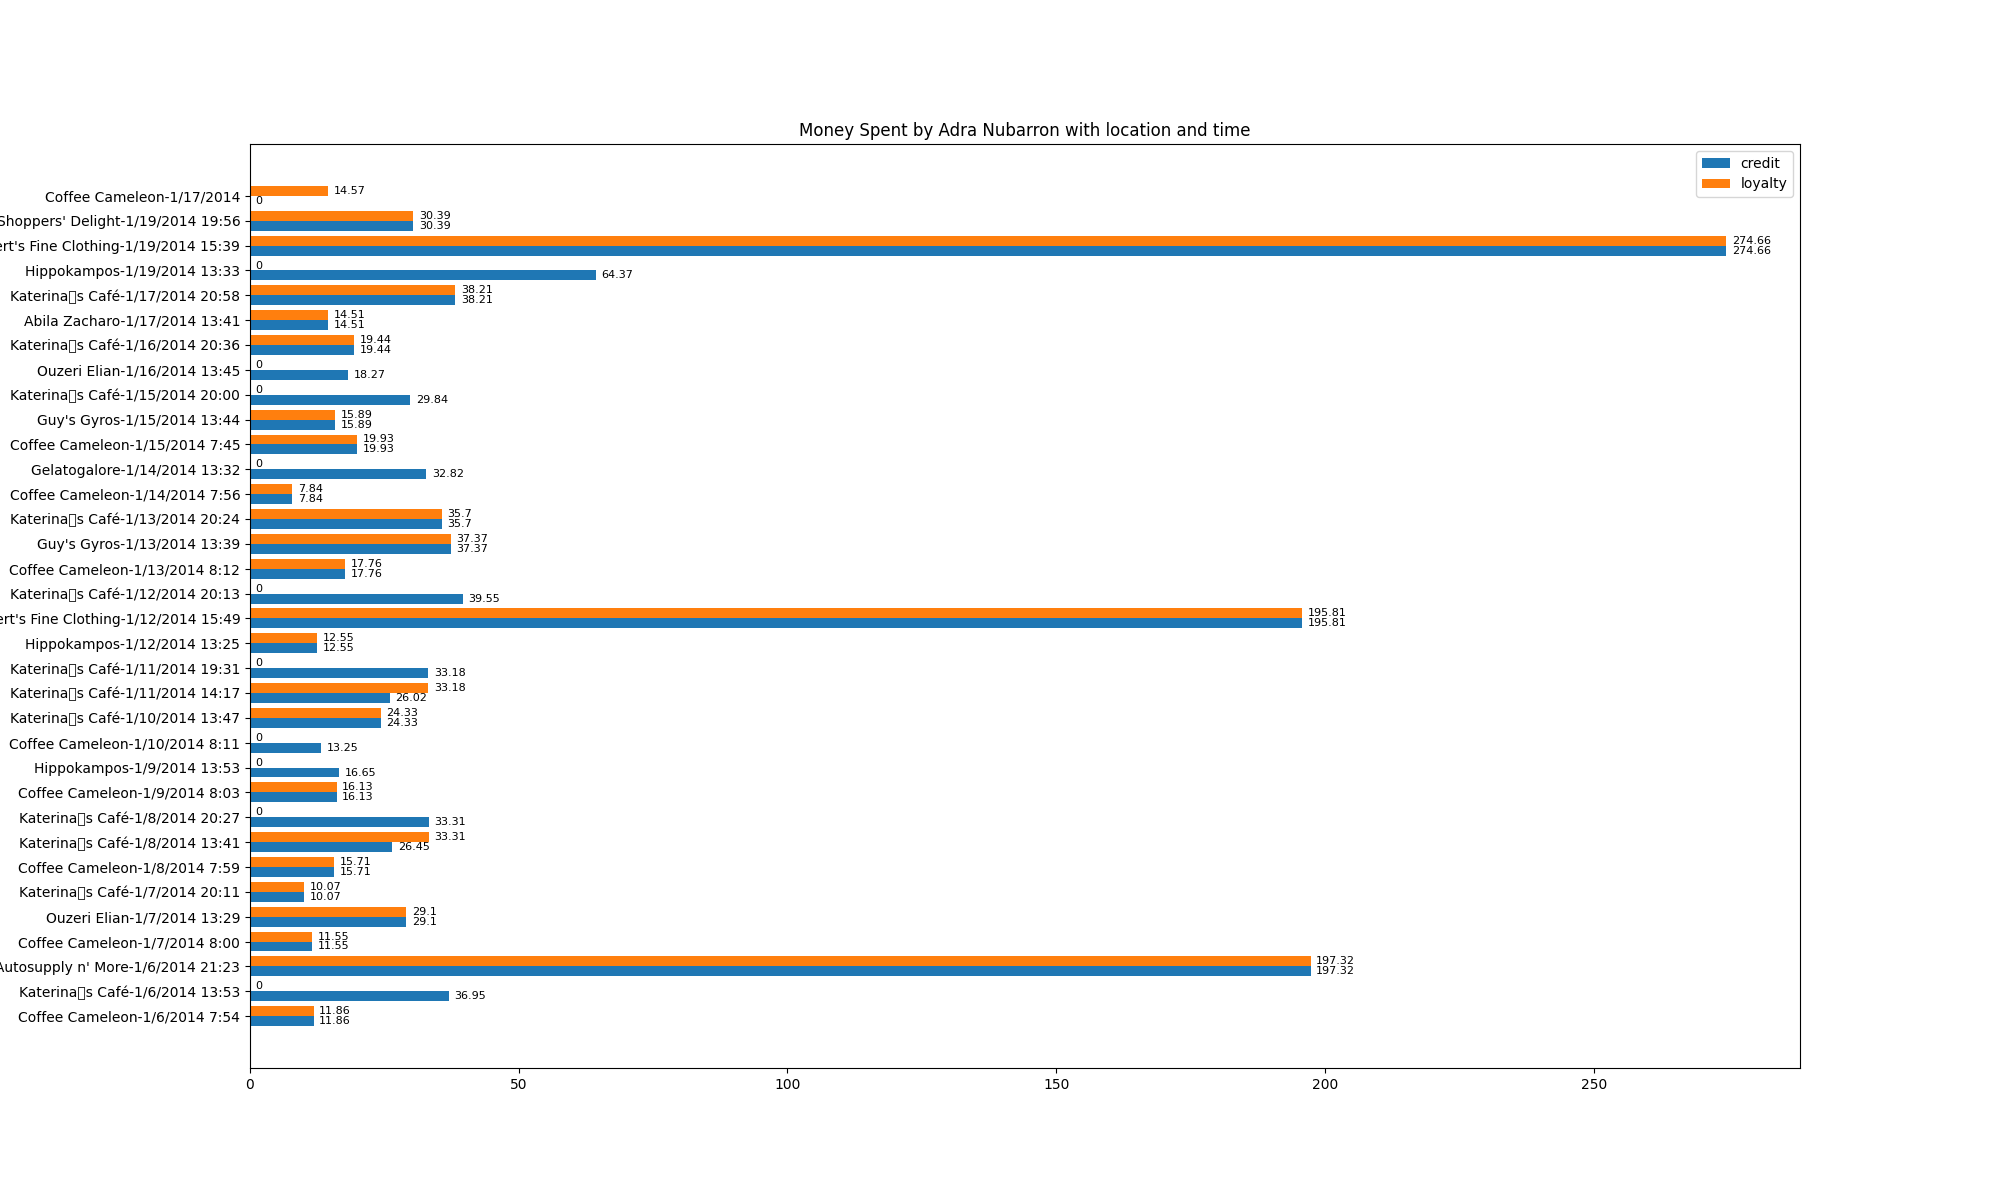 Money Spent by Adra Nubarron with location and time
credit
loyalty
Coffee Cameleon-1/17/2014
14.57
0
Shoppers' Delight-1/19/2014 19:56
30.39
30.39
ert's Fine Clothing-1/19/2014 15:39
274.66
274.66
Hippokampos-1/19/2014 13:33
0
64.37
Katerina▯s Café-1/17/2014 20:58
38.21
38.21
Abila Zacharo-1/17/2014 13:41
14.51
14.51
Katerina▯s Café-1/16/2014 20:36
19.44
19.44
Ouzeri Elian-1/16/2014 13:45
0
18.27
Katerina▯s Café-1/15/2014 20:00
0
29.84
Guy's Gyros-1/15/2014 13:44
15.89
15.89
Coffee Cameleon-1/15/2014 7:45
19.93
19.93
Gelatogalore-1/14/2014 13:32
0
32.82
Coffee Cameleon-1/14/2014 7:56
7.84
7.84
Katerina▯s Café-1/13/2014 20:24
35.7
35.7
Guy's Gyros-1/13/2014 13:39
37.37
37.37
Coffee Cameleon-1/13/2014 8:12
17.76
17.76
Katerina▯s Café-1/12/2014 20:13
0
39.55
ert's Fine Clothing-1/12/2014 15:49
195.81
195.81
Hippokampos-1/12/2014 13:25
12.55
12.55
Katerina▯s Café-1/11/2014 19:31
0
33.18
Katerina▯s Café-1/11/2014 14:17
33.18
26.02
Katerina▯s Café-1/10/2014 13:47
24.33
24.33
Coffee Cameleon-1/10/2014 8:11
0
13.25
Hippokampos-1/9/2014 13:53
0
16.65
Coffee Cameleon-1/9/2014 8:03
16.13
16.13
Katerina▯s Café-1/8/2014 20:27
0
33.31
Katerina▯s Café-1/8/2014 13:41
33.31
26.45
Coffee Cameleon-1/8/2014 7:59
15.71
15.71
Katerina▯s Café-1/7/2014 20:11
10.07
10.07
Ouzeri Elian-1/7/2014 13:29
29.1
29.1
Coffee Cameleon-1/7/2014 8:00
11.55
11.55
Autosupply n' More-1/6/2014 21:23
197.32
197.32
Katerina▯s Café-1/6/2014 13:53
0
36.95
Coffee Cameleon-1/6/2014 7:54
11.86
11.86
0 50 100 150 200 250